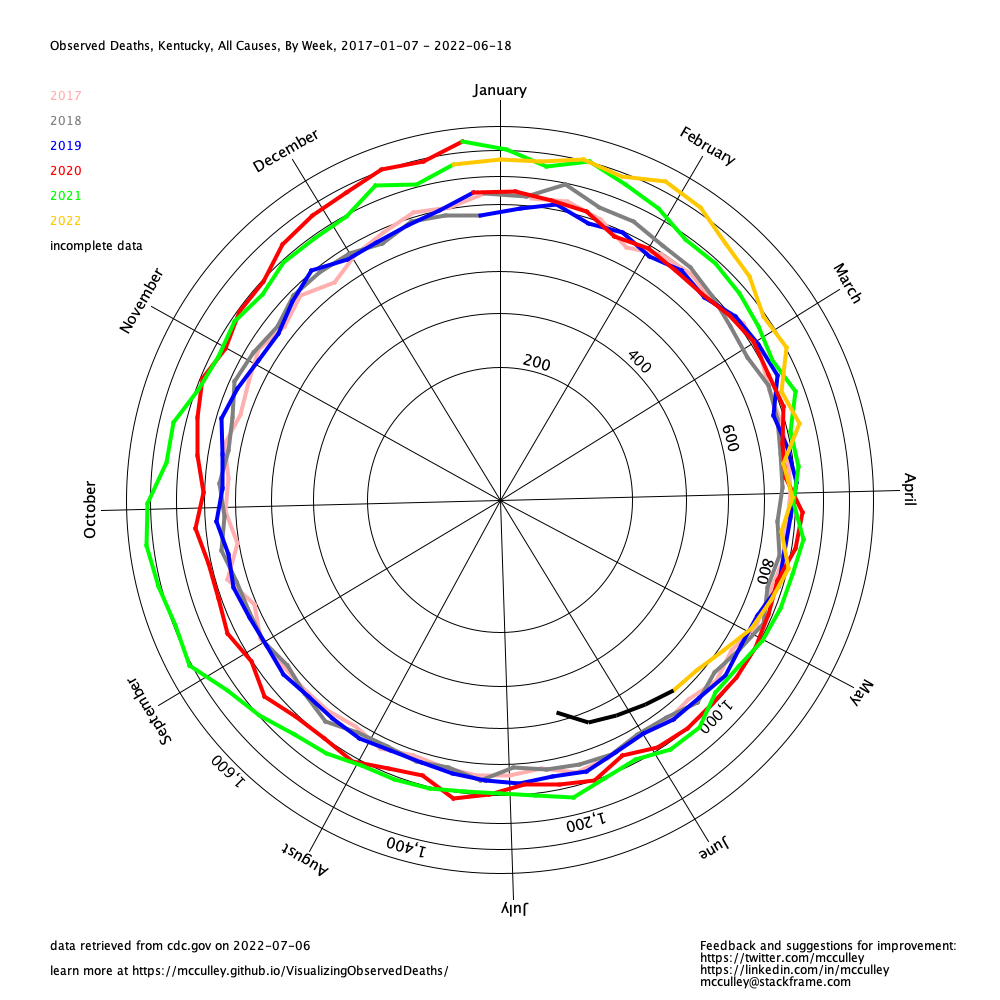 Observed Deaths, Kentucky, All Causes, By Week, 2017-01-07 - 2022-06-18
2017
2018
2019
2020
2021
2022
incomplete data
January
February
March
April
May
June
July
August
September
October
November
December
200
400
600
800
1,000
1,200
1,400
1,600
data retrieved from cdc.gov on 2022-07-06
learn more at https://mcculley.github.io/VisualizingObservedDeaths/
Feedback and suggestions for improvement:
https://twitter.com/mcculley
https://linkedin.com/in/mcculley
mcculley@stackframe.com